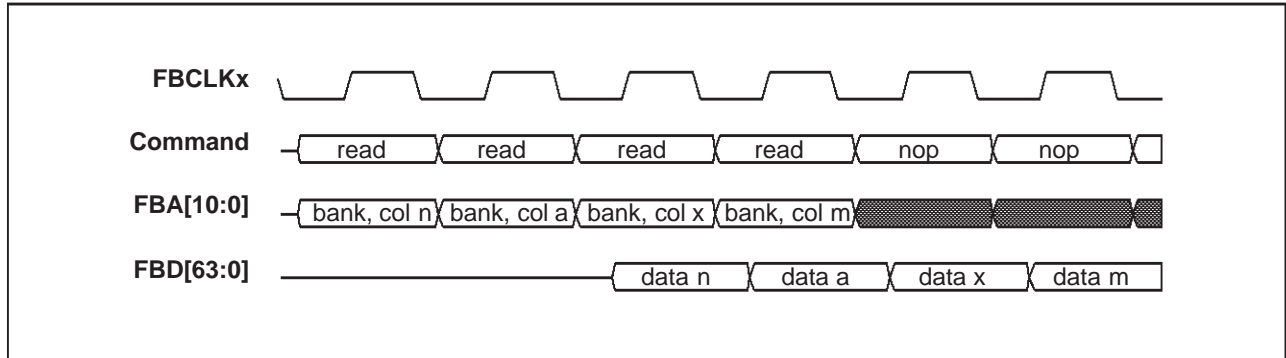 FBCLKx
Command read read read read nop nop
FBA[10:0] bank, col n bank, col a bank, col x bank, col m
FBD[63:0] data n data a data x data m